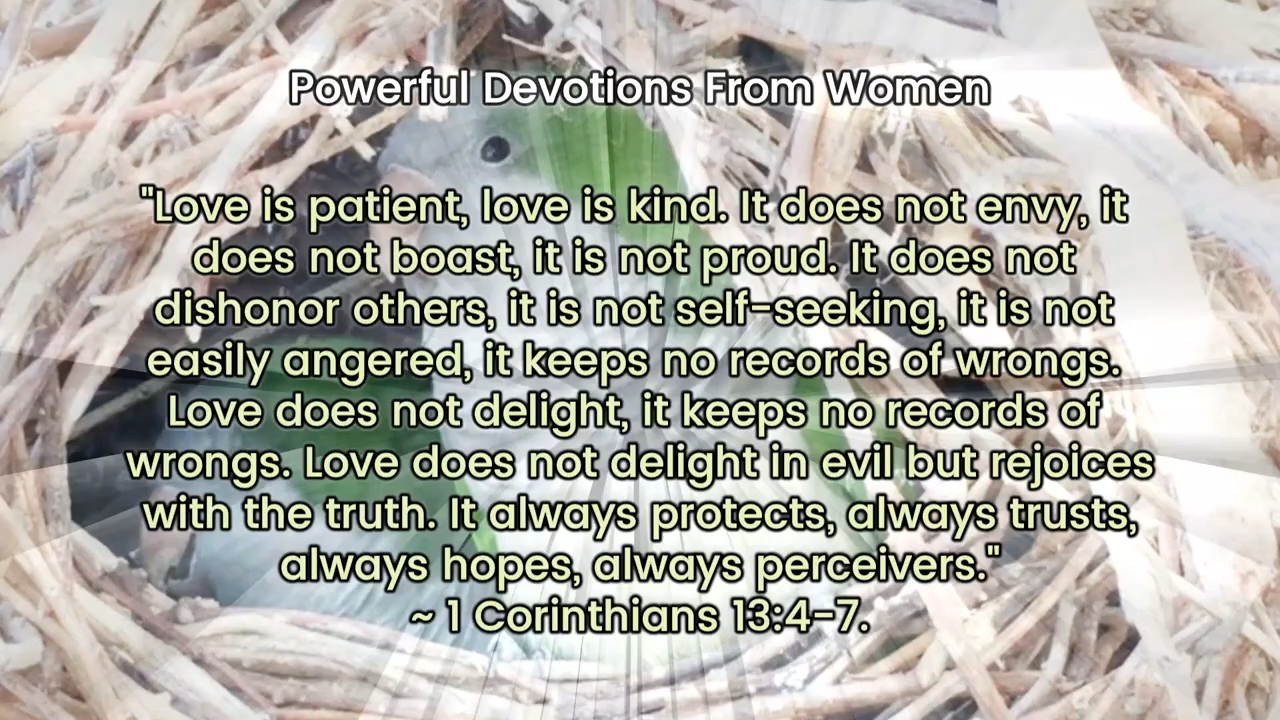 Powerful Devotions From Women
"Love is patient, love is kind. It does not envy, it
does not boast, it is not proud. It does not
dishonor others, it is not self-seeking, it is not
easily angered, it keeps no records of wrongs.
Love does not delight, it keeps no records of
wrongs. Love does not delight in evil but rejoices
with the truth. It always protects, always trusts,
always hopes, always perceivers."
~ 1 Corinthians 13:4-7.